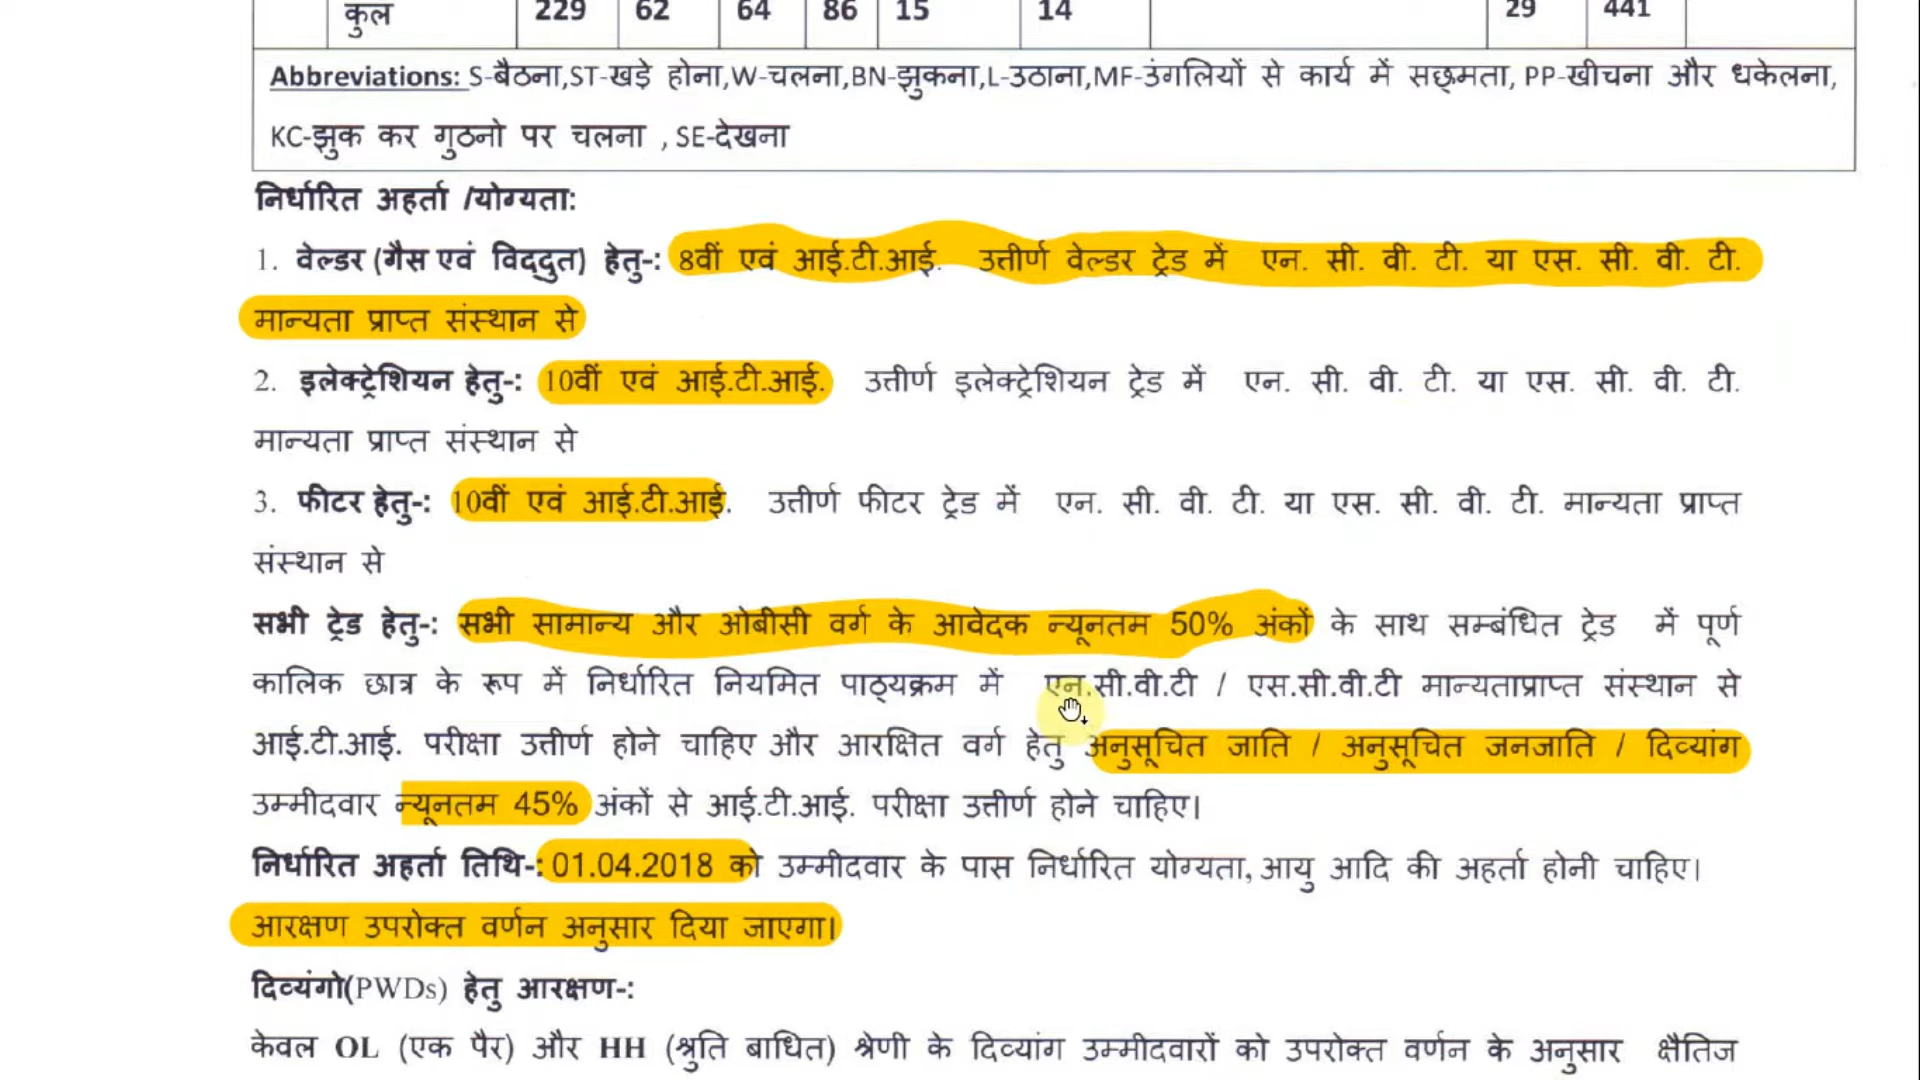 कुल 229 62 64 86 15 14 29 441
Abbreviations: S-बैठना,ST-खड़े होना,W-चलना,BN-झुकना,L-उठाना,MF-उंगलियों से कार्य में सछ्मता, PP-खीचना और धकेलना,
KC-झुक कर गुठनो पर चलना , SE-देखना
निर्धारित अहर्ता /योग्यता:
1. वेल्डर (गैस एवं विद्दुत) हेतु-: 8वीं एवं आई.टी.आई. उत्तीर्ण वेल्डर ट्रेड में एन. सी. वी. टी. या एस. सी. वी. टी.
मान्यता प्राप्त संस्थान से
2. इलेक्ट्रेशियन हेतु-: 10वीं एवं आई.टी.आई. उत्तीर्ण इलेक्ट्रेशियन ट्रेड में एन. सी. वी. टी. या एस. सी. वी. टी.
मान्यता प्राप्त संस्थान से
3. फीटर हेतु-: 10वीं एवं आई.टी.आई. उत्तीर्ण फीटर ट्रेड में एन. सी. वी. टी. या एस. सी. वी. टी. मान्यता प्राप्त
संस्थान से
सभी ट्रेड हेतु-: सभी सामान्य और ओबीसी वर्ग के आवेदक न्यूनतम 50% अंकों के साथ सम्बंधित ट्रेड में पूर्ण
कालिक छात्र के रूप में निर्धारित नियमित पाठ्यक्रम में एन.सी.वी.टी / एस.सी.वी.टी मान्यताप्राप्त संस्थान से
आई.टी.आई. परीक्षा उत्तीर्ण होने चाहिए और आरक्षित वर्ग हेतु अनुसूचित जाति / अनुसूचित जनजाति / दिव्यांग
उम्मीदवार न्यूनतम 45% अंकों से आई.टी.आई. परीक्षा उत्तीर्ण होने चाहिए।
निर्धारित अहर्ता तिथि-: 01.04.2018 को उम्मीदवार के पास निर्धारित योग्यता, आयु आदि की अहर्ता होनी चाहिए।
आरक्षण उपरोक्त वर्णन अनुसार दिया जाएगा।
दिव्यंगो(PWDs) हेतु आरक्षण-:
केवल OL (एक पैर) और HH (श्रुति बाधित) श्रेणी के दिव्यांग उम्मीदवारों को उपरोक्त वर्णन के अनुसार क्षैतिज